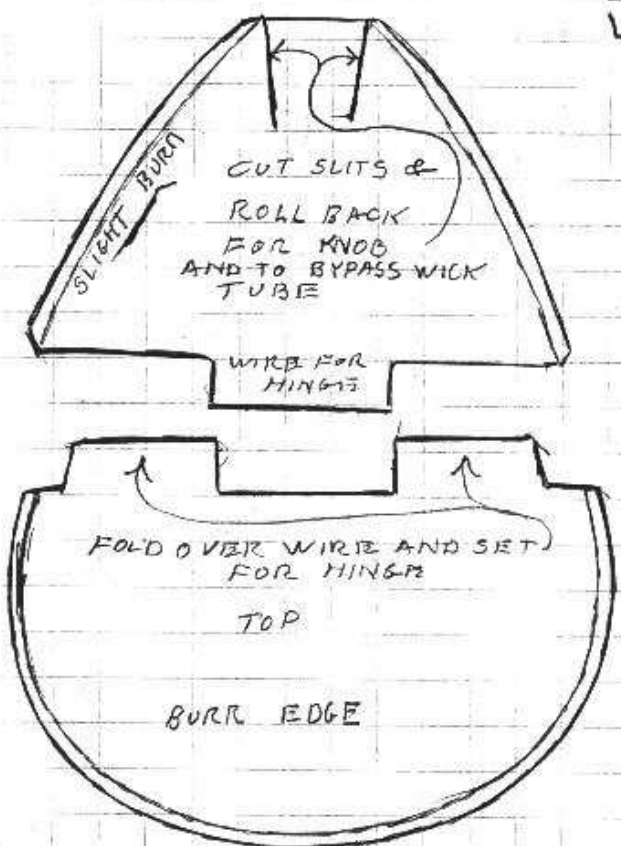 SLIGHT BURR
CUT SLITS &
ROLL BACK
FOR KNOB
AND TO BYPASS WICK
TUBE
WIRE FOR
HINGE
FOLD OVER WIRE AND SET
FOR HINGE
TOP
BURR EDGE